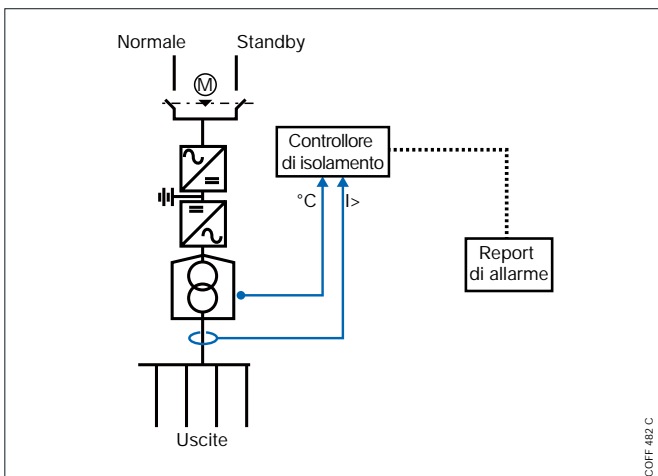 Normale
Standby
M
Controllore
di isolamento
°C
I>
Report
di allarme
Uscite
COFF 482 C